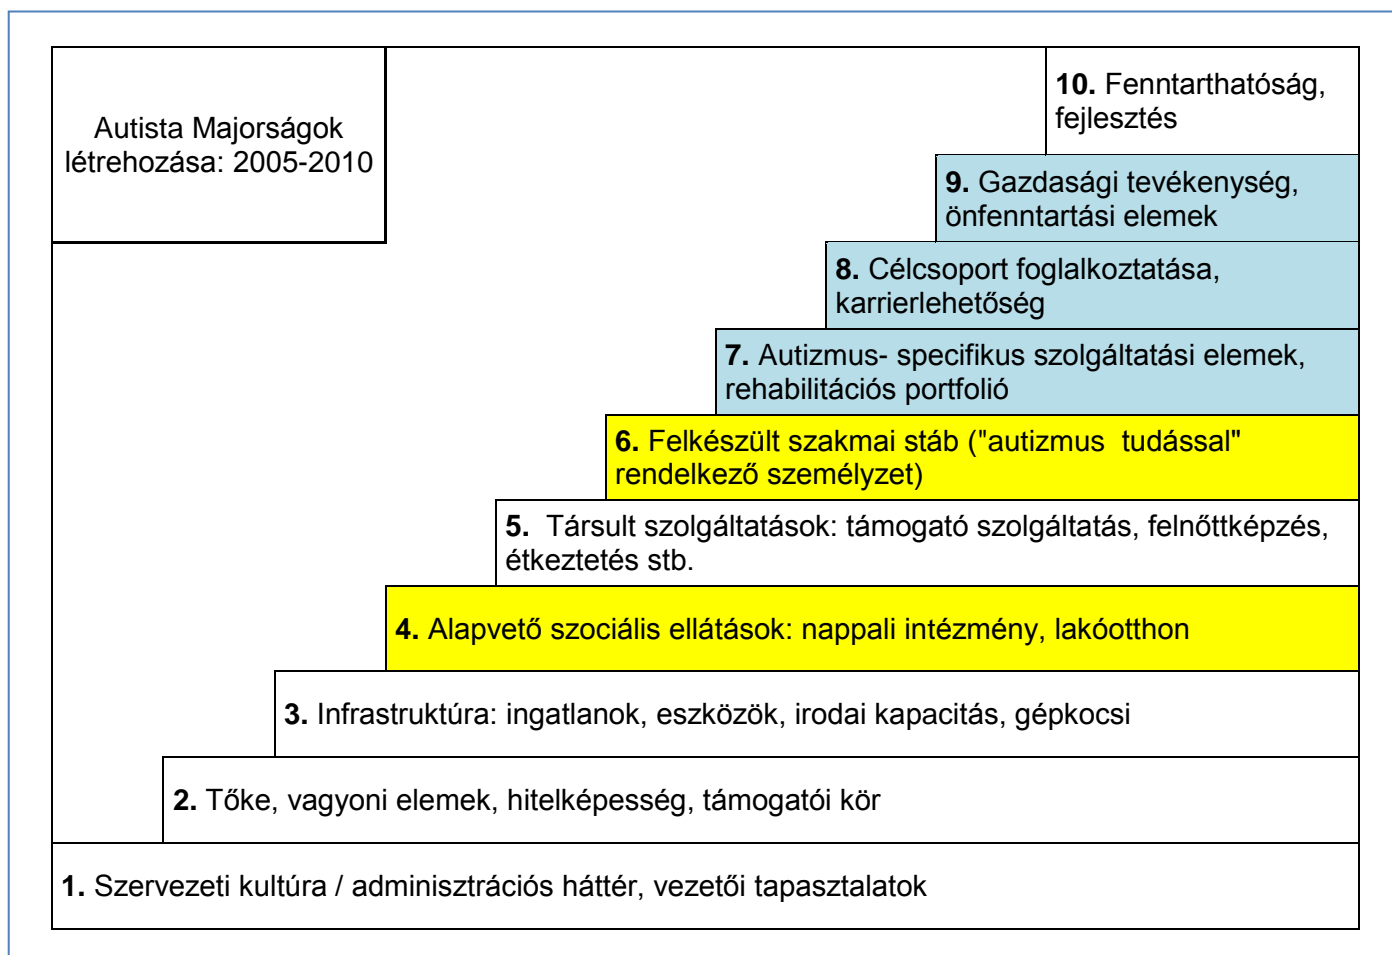 Autista Majorságok
létrehozása: 2005-2010
10. Fenntarthatóság,
fejlesztés
9. Gazdasági tevékenység,
önfenntartási elemek
8. Célcsoport foglalkoztatása,
karrierlehetőség
7. Autizmus- specifikus szolgáltatási elemek,
rehabilitációs portfolió
6. Felkészült szakmai stáb ("autizmus  tudással"
rendelkező személyzet)
5.  Társult szolgáltatások: támogató szolgáltatás, felnőttképzés,
étkeztetés stb.
4. Alapvető szociális ellátások: nappali intézmény, lakóotthon
3. Infrastruktúra: ingatlanok, eszközök, irodai kapacitás, gépkocsi
2. Tőke, vagyoni elemek, hitelképesség, támogatói kör
1. Szervezeti kultúra / adminisztrációs háttér, vezetői tapasztalatok